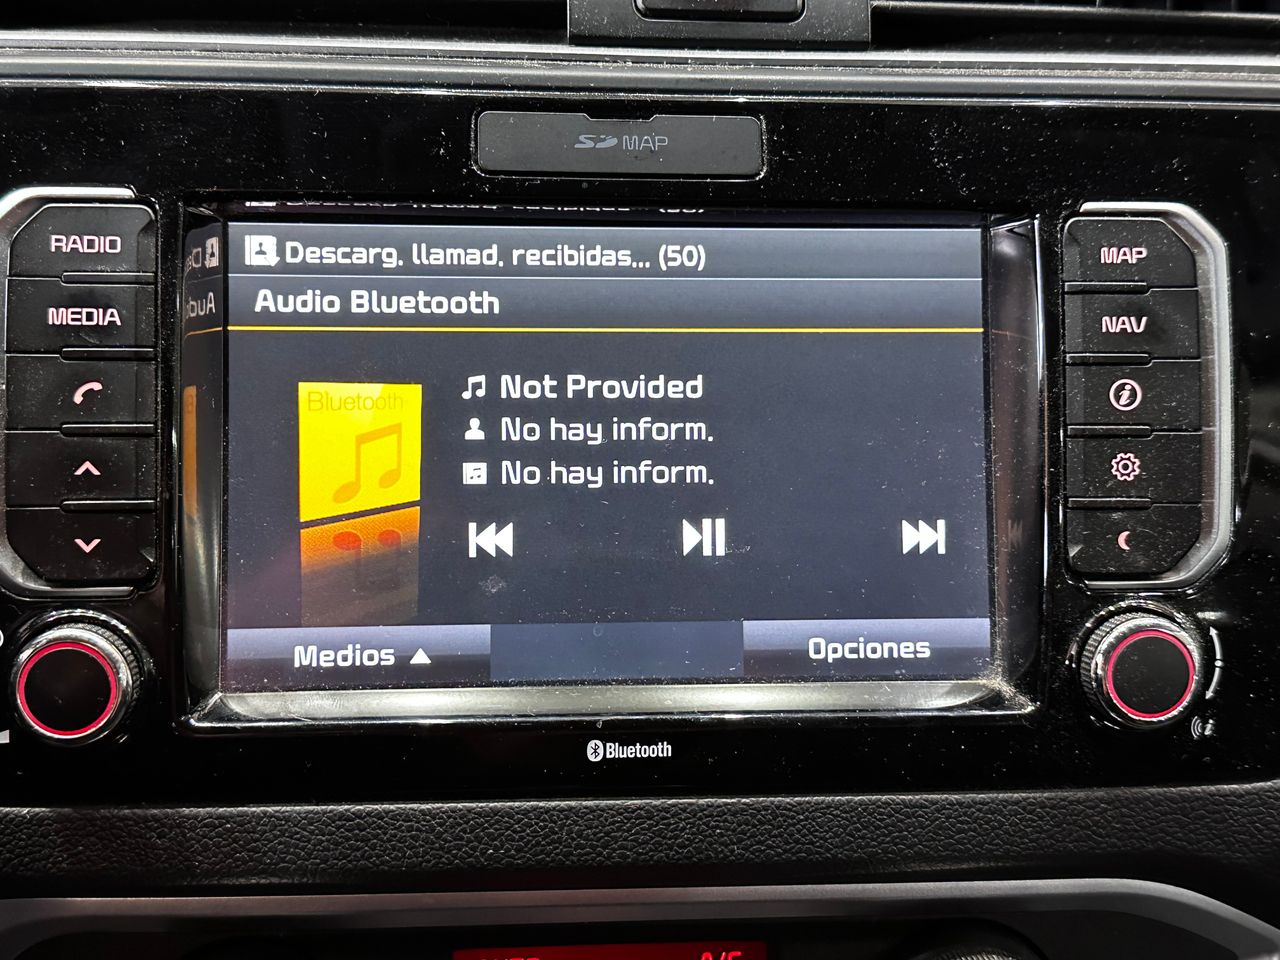 SD MAP
RADIO
MEDIA
MAP
NAV
Descarg. llamad. recibidas... (50)
Audio Bluetooth
Bluetooth
Not Provided
No hay inform.
No hay inform.
Medios
Opciones
Bluetooth